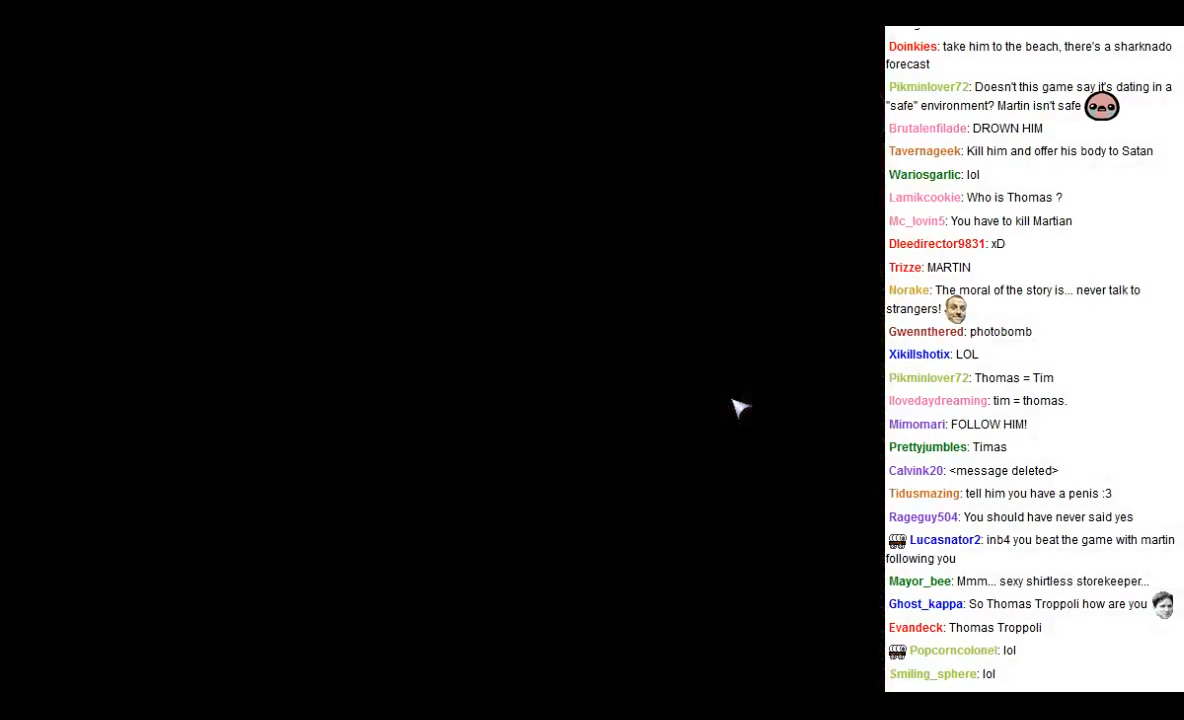 Doinkies: take him to the beach, there's a sharknado
forecast
Pikminlover72: Doesn't this game say it's dating in a
"safe" environment? Martin isn't safe
Brutalenfilade: DROWN HIM
Tavernageek: Kill him and offer his body to Satan
Wariosgarlic: lol
Lamikcookie: Who is Thomas ?
Mc_lovin5: You have to kill Martian
Dleedirector9831: xD
Trizze: MARTIN
Norake: The moral of the story is... never talk to
strangers!
Gwennthered: photobomb
Xikillshotix: LOL
Pikminlover72: Thomas = Tim
Ilovedaydreaming: tim = thomas.
Mimomari: FOLLOW HIM!
Prettyjumbles: Timas
Calvink20: <message deleted>
Tidusmazing: tell him you have a penis :3
Rageguy504: You should have never said yes
Lucasnator2: inb4 you beat the game with martin
following you
Mayor_bee: Mmm... sexy shirtless storekeeper...
Ghost_kappa: So Thomas Troppoli how are you
Evandeck: Thomas Troppoli
Popcorncolonel: lol
Smiling_sphere: lol